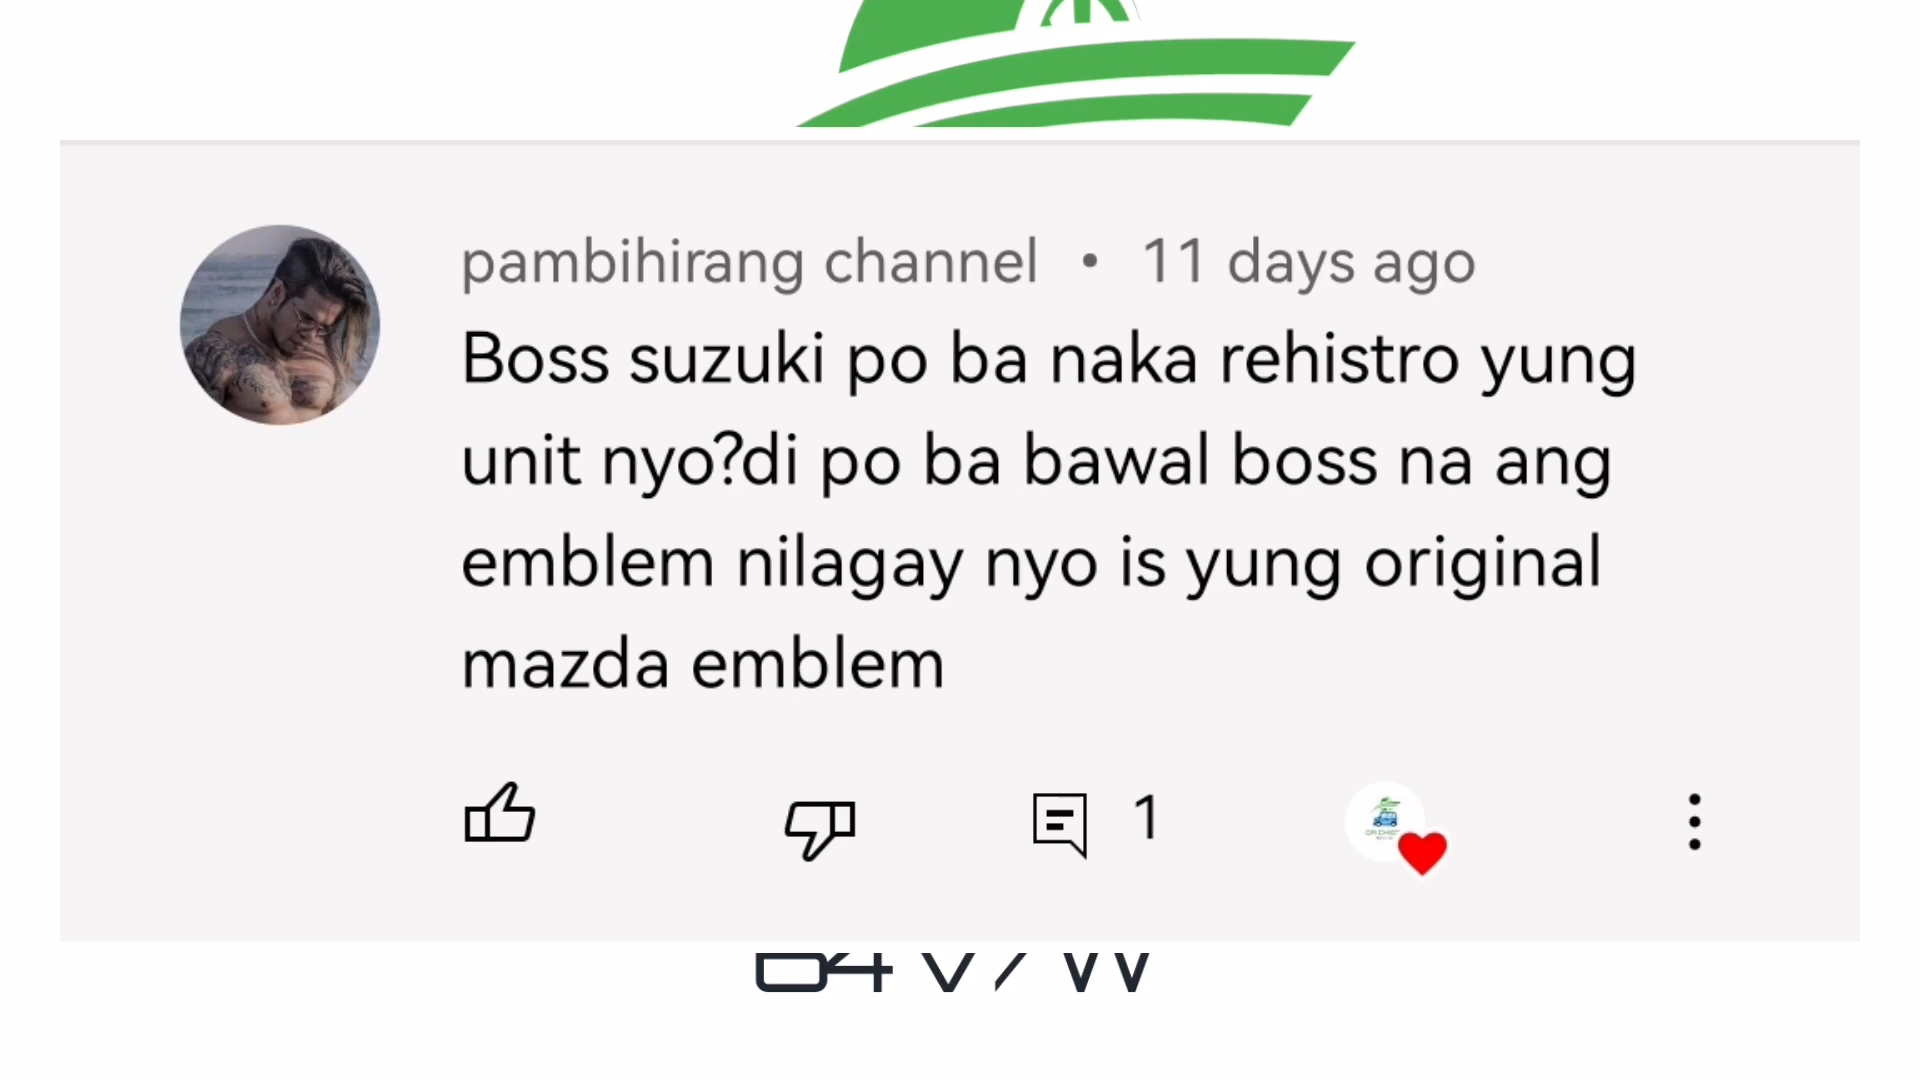 pambihirang channel • 11 days ago
Boss suzuki po ba naka rehistro yung
unit nyo?di po ba bawal boss na ang
emblem nilagay nyo is yung original
mazda emblem
1